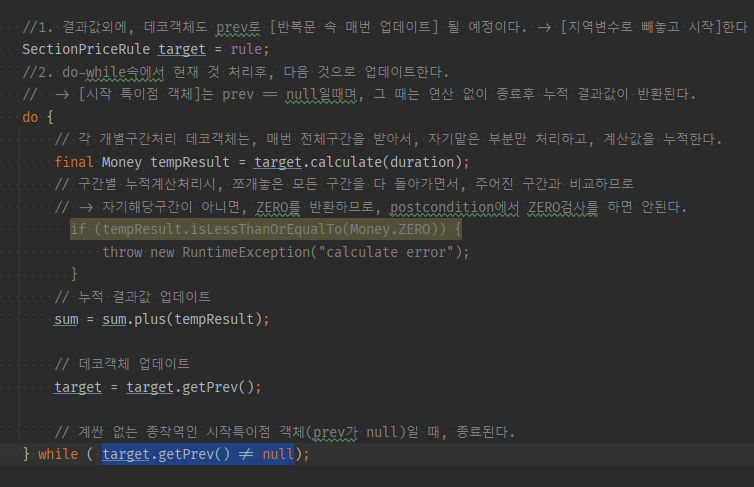 //1. 결과값외에, 데코객체도 prev로 [반복문 속 매번 업데이트] 될 예정이다. -> [지역변수로 빼놓고 시작]한다
SectionPriceRule target = rule;
//2. do-while속에서 현재 것 처리후, 다음 것으로 업데이트한다.
// -> [시작 특이점 객체]는 prev == null일때며, 그 때는 연산 없이 종료후 누적 결과값이 반환된다.
do {
// 각 개별구간처리 데코객체는, 매번 전체구간을 받아서, 자기맡은 부분만 처리하고, 계산값을 누적한다.
final Money tempResult = target.calculate(duration);
// 구간별 누적계산처리시, 쪼개놓은 모든 구간을 다 돌아가면서, 주어진 구간과 비교하므로
// -> 자기해당구간이 아니면, ZERO를 반환하므로, postcondition에서 ZERO검사를 하면 안된다.
if (tempResult.isLessThanOrEqualTo(Money.ZERO)) {
throw new RuntimeException("calculate error");
}
// 누적 결과값 업데이트
sum = sum.plus(tempResult);
// 데코객체 업데이트
target = target.getPrev();
// 계싼 없는 종착역인 시작특이점 객체(prev가 null)일 때, 종료된다.
} while ( target.getPrev() != null);